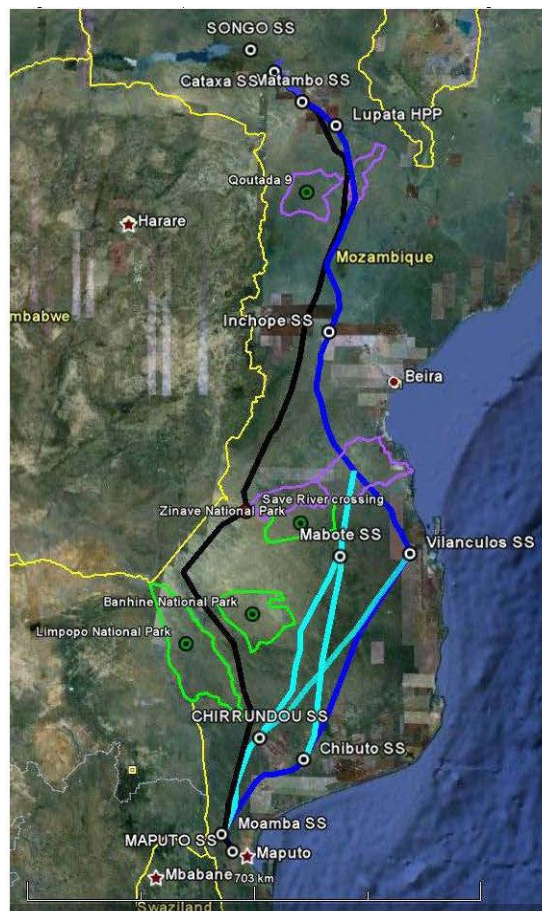 SONGO SS
Cataxa SS Matambo SS
Lupata HPP
Qoutada 9
Harare
Mozambique
mbabwe
Inchope SS
Beira
Zinave National Park
Save River crossing
Mabote SS
Vilanculos SS
Banhine National Park
Limpopo National Park
CHIRRUNDOU SS
Chibuto SS
Moamba SS
MAPUTO SS
Maputo
Mbabane
703 km
Swaziland